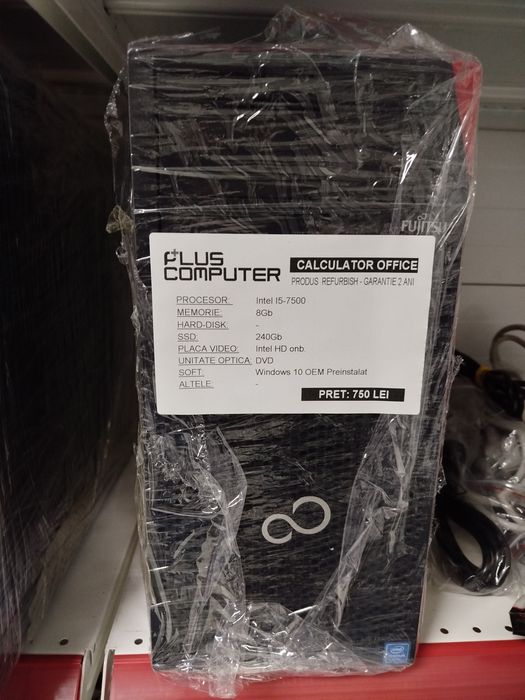 FUJITSU
PLUS
COMPUTER
CALCULATOR OFFICE
PRODUS REFURBISH - GARANTIE 2 ANI
PROCESOR: Intel I5-7500
MEMORIE: 8Gb
HARD-DISK: -
SSD: 240Gb
PLACA VIDEO: Intel HD onb.
UNITATE OPTICA: DVD
SOFT: Windows 10 OEM Preinstalat
ALTELE: -
PRET: 750 LEI
intel